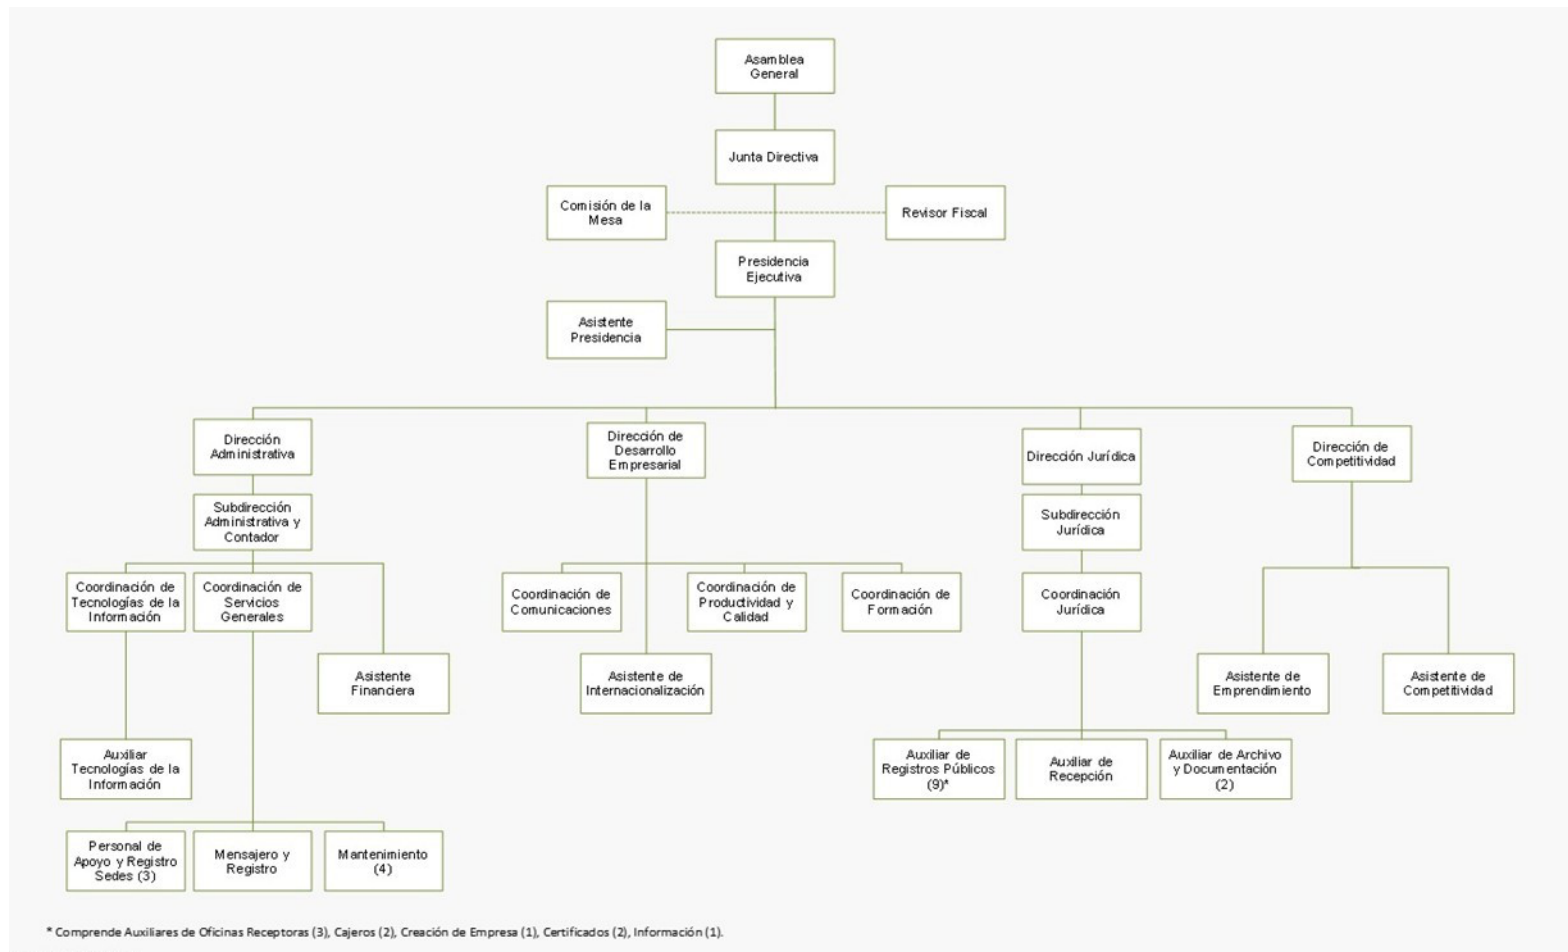 Asamblea
General
Junta Directiva
Comisión de la
Mesa
Revisor Fiscal
Presidencia
Ejecutiva
Asistente
Presidencia
Dirección
Administrativa
Dirección de
Desarrollo
Empresarial
Dirección Jurídica
Dirección de
Competitividad
Subdirección
Administrativa y
Contador
Subdirección
Jurídica
Coordinación de
Tecnologías de la
Información
Coordinación de
Servicios
Generales
Coordinación de
Comunicaciones
Coordinación de
Productividad y
Calidad
Coordinación de
Formación
Coordinación
Jurídica
Asistente
Financiera
Asistente de
Internacionalización
Asistente de
Emprendimiento
Asistente de
Competitividad
Auxiliar
Tecnologías de la
Información
Auxiliar de
Registros Públicos
(9)*
Auxiliar de
Recepción
Auxiliar de Archivo
y Documentación
(2)
Personal de
Apoyo y Registro
Sedes (3)
Mensajero y
Registro
Mantenimiento
(4)
* Comprende Auxiliares de Oficinas Receptoras (3), Cajeros (2), Creación de Empresa (1), Certificados (2), Información (1).